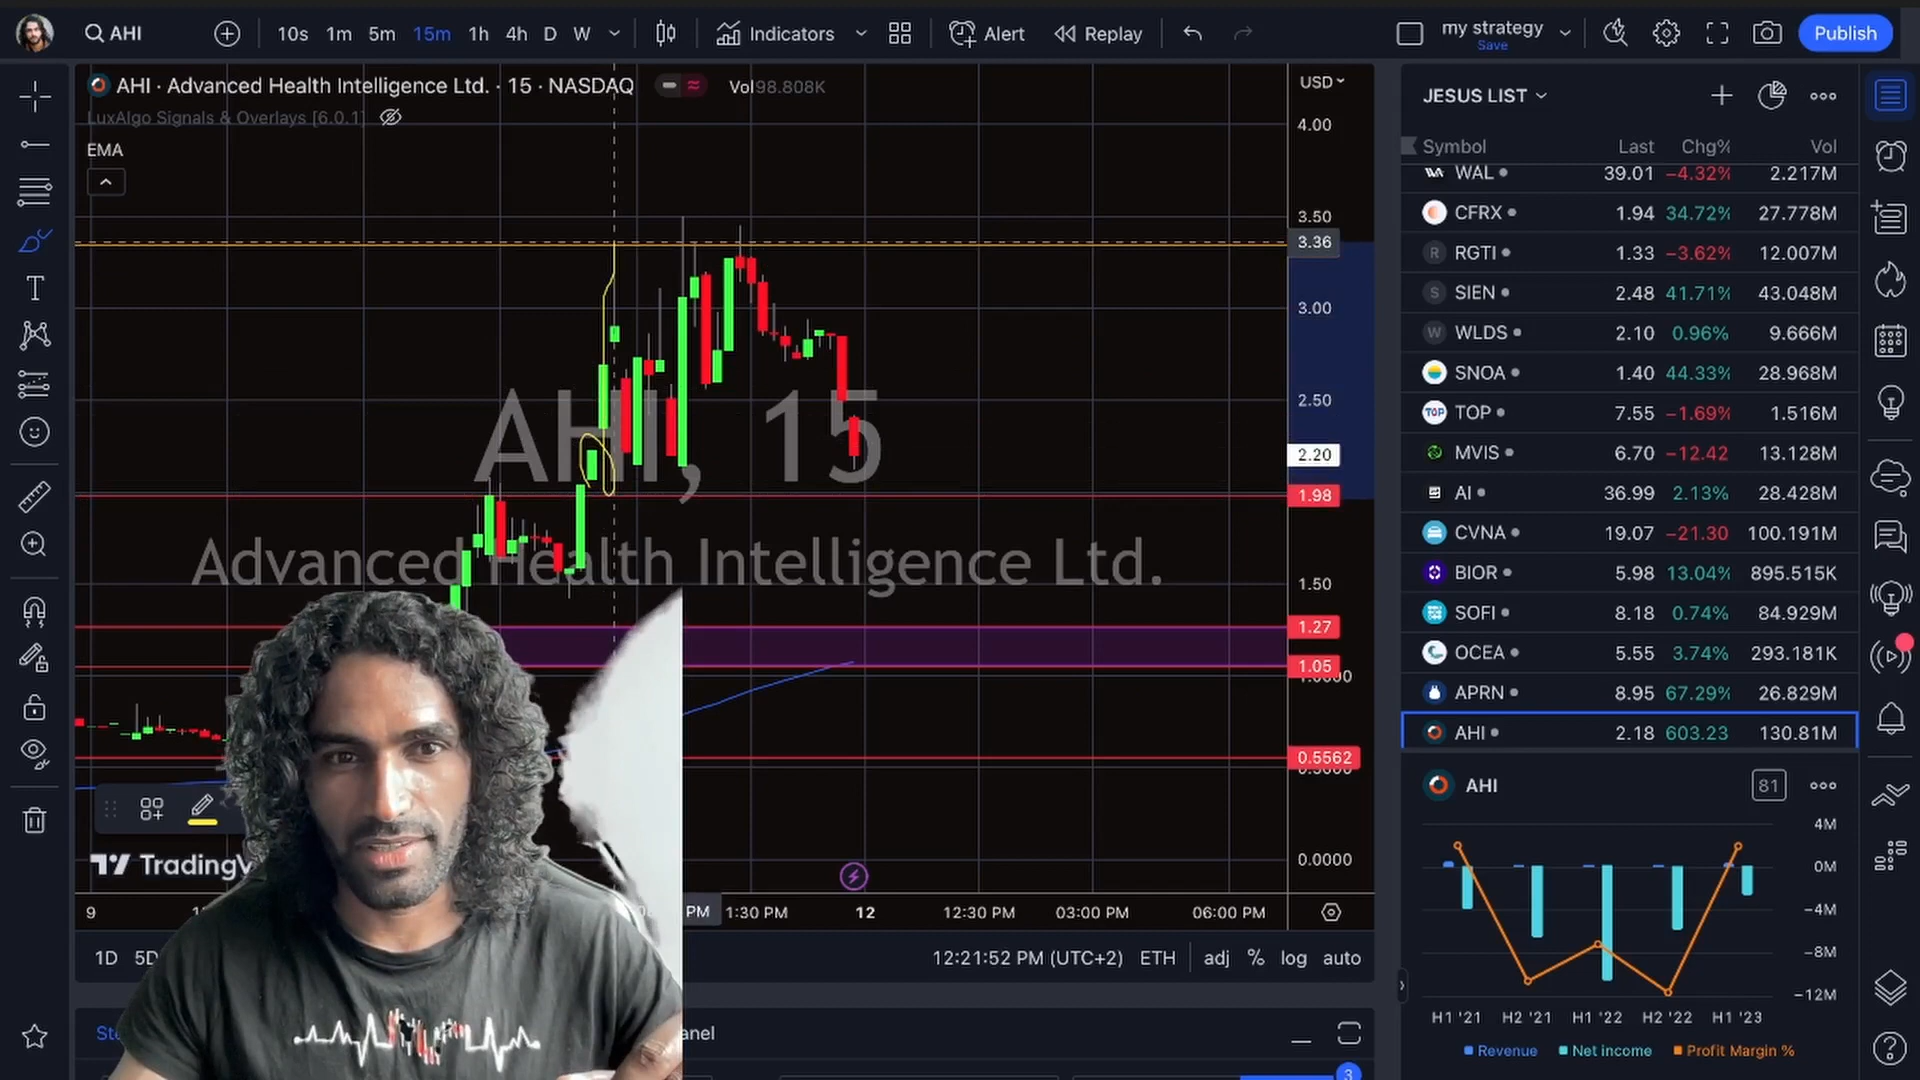 AHI
10s 1m 5m 15m 1h 4h D W
Indicators
Alert
Replay
my strategy
Save
Publish
AHI · Advanced Health Intelligence Ltd. · 15 · NASDAQ
Vol 98.808K
USD
LuxAlgo Signals & Overlays [6.0.1]
EMA
4.00
3.50
3.36
3.00
2.50
2.20
1.98
1.50
1.27
1.05
0.5562
0.0000
AHI, 15
Advanced Health Intelligence Ltd.
TradingV
9
PM
1:30 PM
12
12:30 PM
03:00 PM
06:00 PM
1D 5D
12:21:52 PM (UTC+2)
ETH
adj
%
log
auto
anel
3
JESUS LIST
Symbol Last Chg% Vol
WAL 39.01 −4.32% 2.217M
CFRX 1.94 34.72% 27.778M
R RGTI 1.33 −3.62% 12.007M
S SIEN 2.48 41.71% 43.048M
W WLDS 2.10 0.96% 9.666M
SNOA 1.40 44.33% 28.968M
TOP TOP 7.55 −1.69% 1.516M
MVIS 6.70 −12.42 13.128M
AI 36.99 2.13% 28.428M
CVNA 19.07 −21.30 100.191M
BIOR 5.98 13.04% 895.515K
SOFI 8.18 0.74% 84.929M
OCEA 5.55 3.74% 293.181K
APRN 8.95 67.29% 26.829M
AHI 2.18 603.23 130.81M
AHI
81
4M
0M
−4M
−8M
−12M
H1 '21 H2 '21 H1 '22 H2 '22 H1 '23
Revenue Net income Profit Margin %